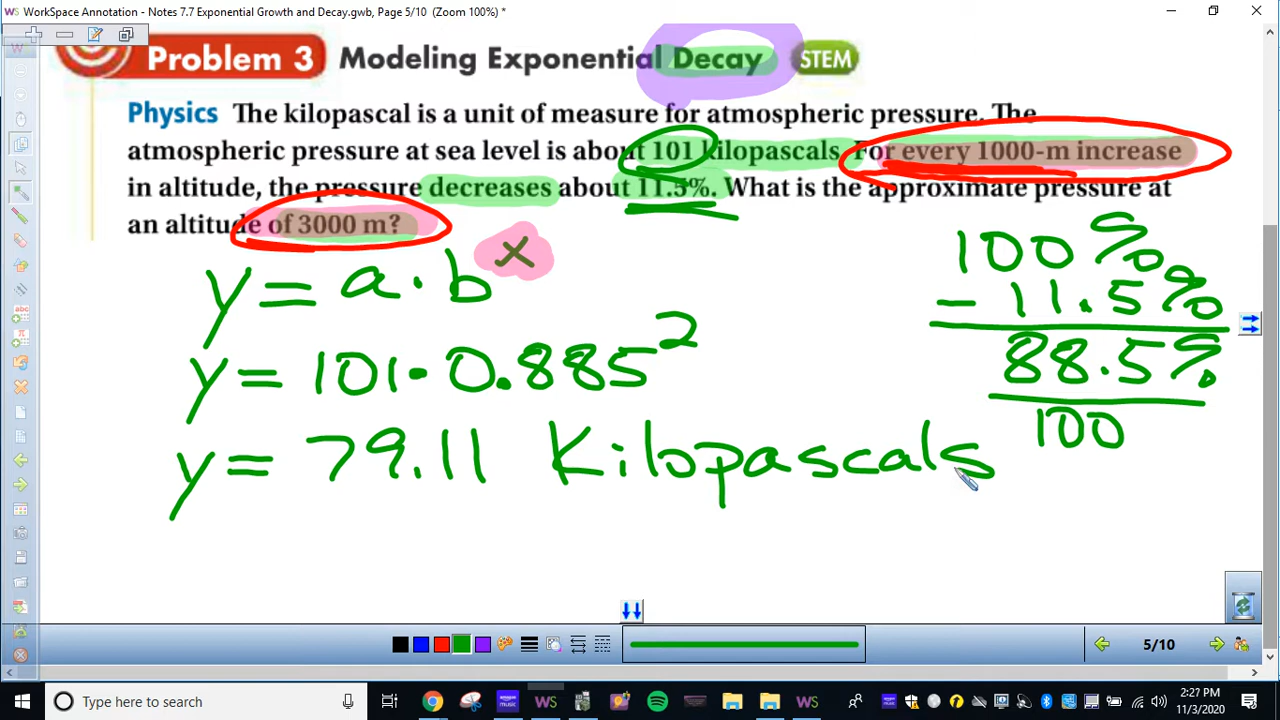 WorkSpace Annotation - Notes 7.7 Exponential Growth and Decay.gwb, Page 5/10 (Zoom 100%) *
Problem 3 Modeling Exponential Decay STEM
Physics The kilopascal is a unit of measure for atmospheric pressure. The
atmospheric pressure at sea level is about 101 kilopascals. For every 1000-m increase
in altitude, the pressure decreases about 11.5%. What is the approximate pressure at
an altitude of 3000 m?
y = a · b^x
y = 101 · 0.885^2
y = 79.11 Kilopascals
100%
- 11.5%
88.5%
100
5/10
Type here to search
WS
WS
2:27 PM
11/3/2020